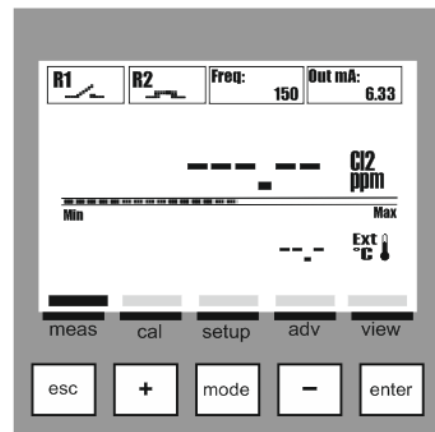 R1 R2 Freq: Out mA:
150 6.33
---.-- Cl2
ppm
Min Max
--.- Ext
°C
meas cal setup adv view
esc + mode - enter